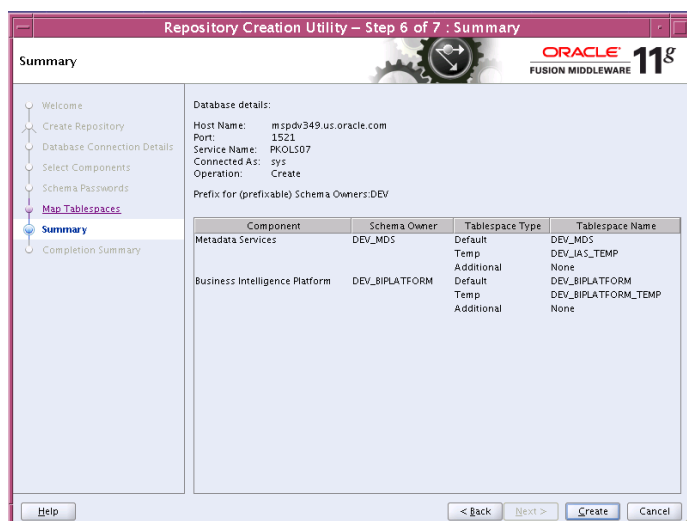 Repository Creation Utility – Step 6 of 7 : Summary
Summary
ORACLE
FUSION MIDDLEWARE 11g
Welcome
Create Repository
Database Connection Details
Select Components
Schema Passwords
Map Tablespaces
Summary
Completion Summary
Database details:
Host Name: mspdv349.us.oracle.com
Port: 1521
Service Name: PKOLS07
Connected As: sys
Operation: Create
Prefix for (prefixable) Schema Owners:DEV
Component Schema Owner Tablespace Type Tablespace Name
Metadata Services DEV_MDS Default DEV_MDS
Temp DEV_IAS_TEMP
Additional None
Business Intelligence Platform DEV_BIPLATFORM Default DEV_BIPLATFORM
Temp DEV_BIPLATFORM_TEMP
Additional None
Help < Back Next > Create Cancel